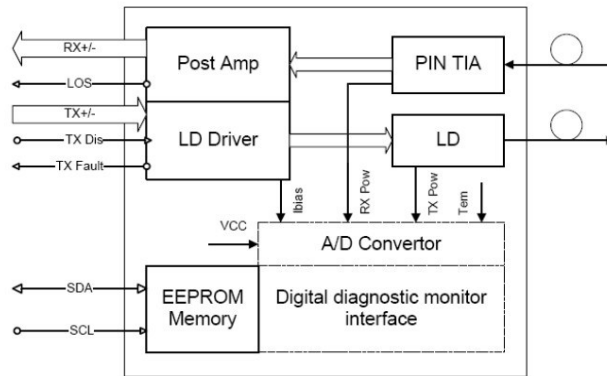 RX+/-
Post Amp
PIN TIA
LOS
TX+/-
TX Dis
LD Driver
LD
TX Fault
Ibias
RX Pow
TX Pow
Tem
VCC
A/D Convertor
SDA
EEPROM
Memory
Digital diagnostic monitor
interface
SCL